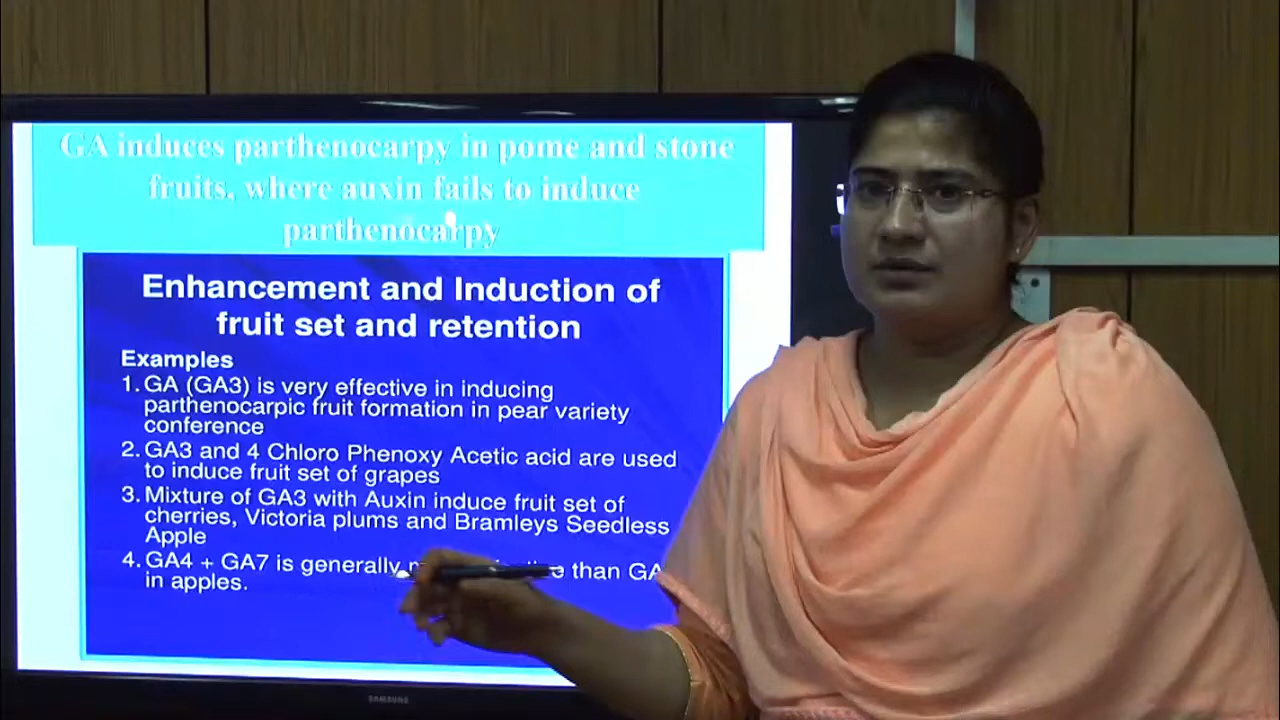 GA induces parthenocarpy in pome and stone
fruits, where auxin fails to induce
parthenocarpy
Enhancement and Induction of
fruit set and retention
Examples
1. GA (GA3) is very effective in inducing
parthenocarpic fruit formation in pear variety
conference
2. GA3 and 4 Chloro Phenoxy Acetic acid are used
to induce fruit set of grapes
3. Mixture of GA3 with Auxin induce fruit set of
cherries, Victoria plums and Bramleys Seedless
Apple
4. GA4 + GA7 is generally than GA
in apples.
SAMSUNG